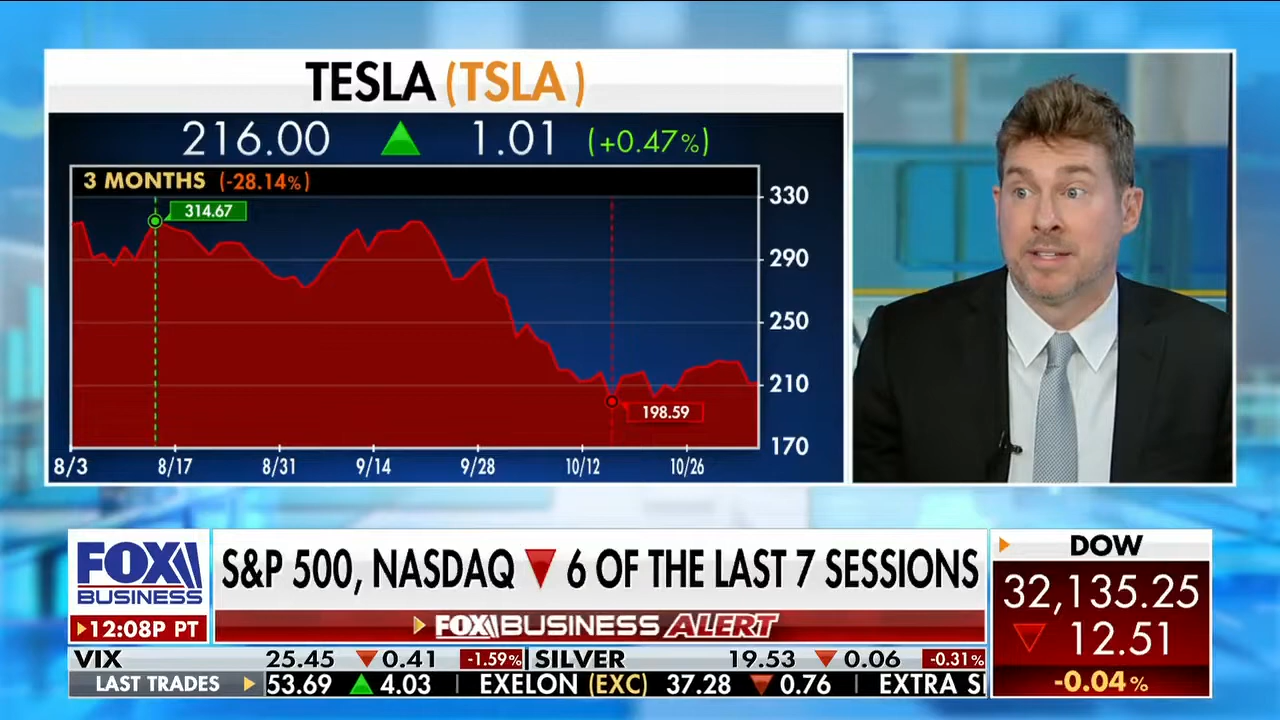 TESLA (TSLA )
216.00 ▲ 1.01 (+0.47%)
3 MONTHS (-28.14%)
314.67
198.59
330
290
250
210
170
8/3 8/17 8/31 9/14 9/28 10/12 10/26
FOX BUSINESS
S&P 500, NASDAQ ▼ 6 OF THE LAST 7 SESSIONS
12:08P PT
FOX BUSINESS ALERT
DOW
32,135.25
▼ 12.51
-0.04%
VIX 25.45 ▼ 0.41 -1.59% SILVER 19.53 ▼ 0.06 -0.31%
LAST TRADES 53.69 ▲ 4.03 | EXELON (EXC) 37.28 ▼ 0.76 | EXTRA